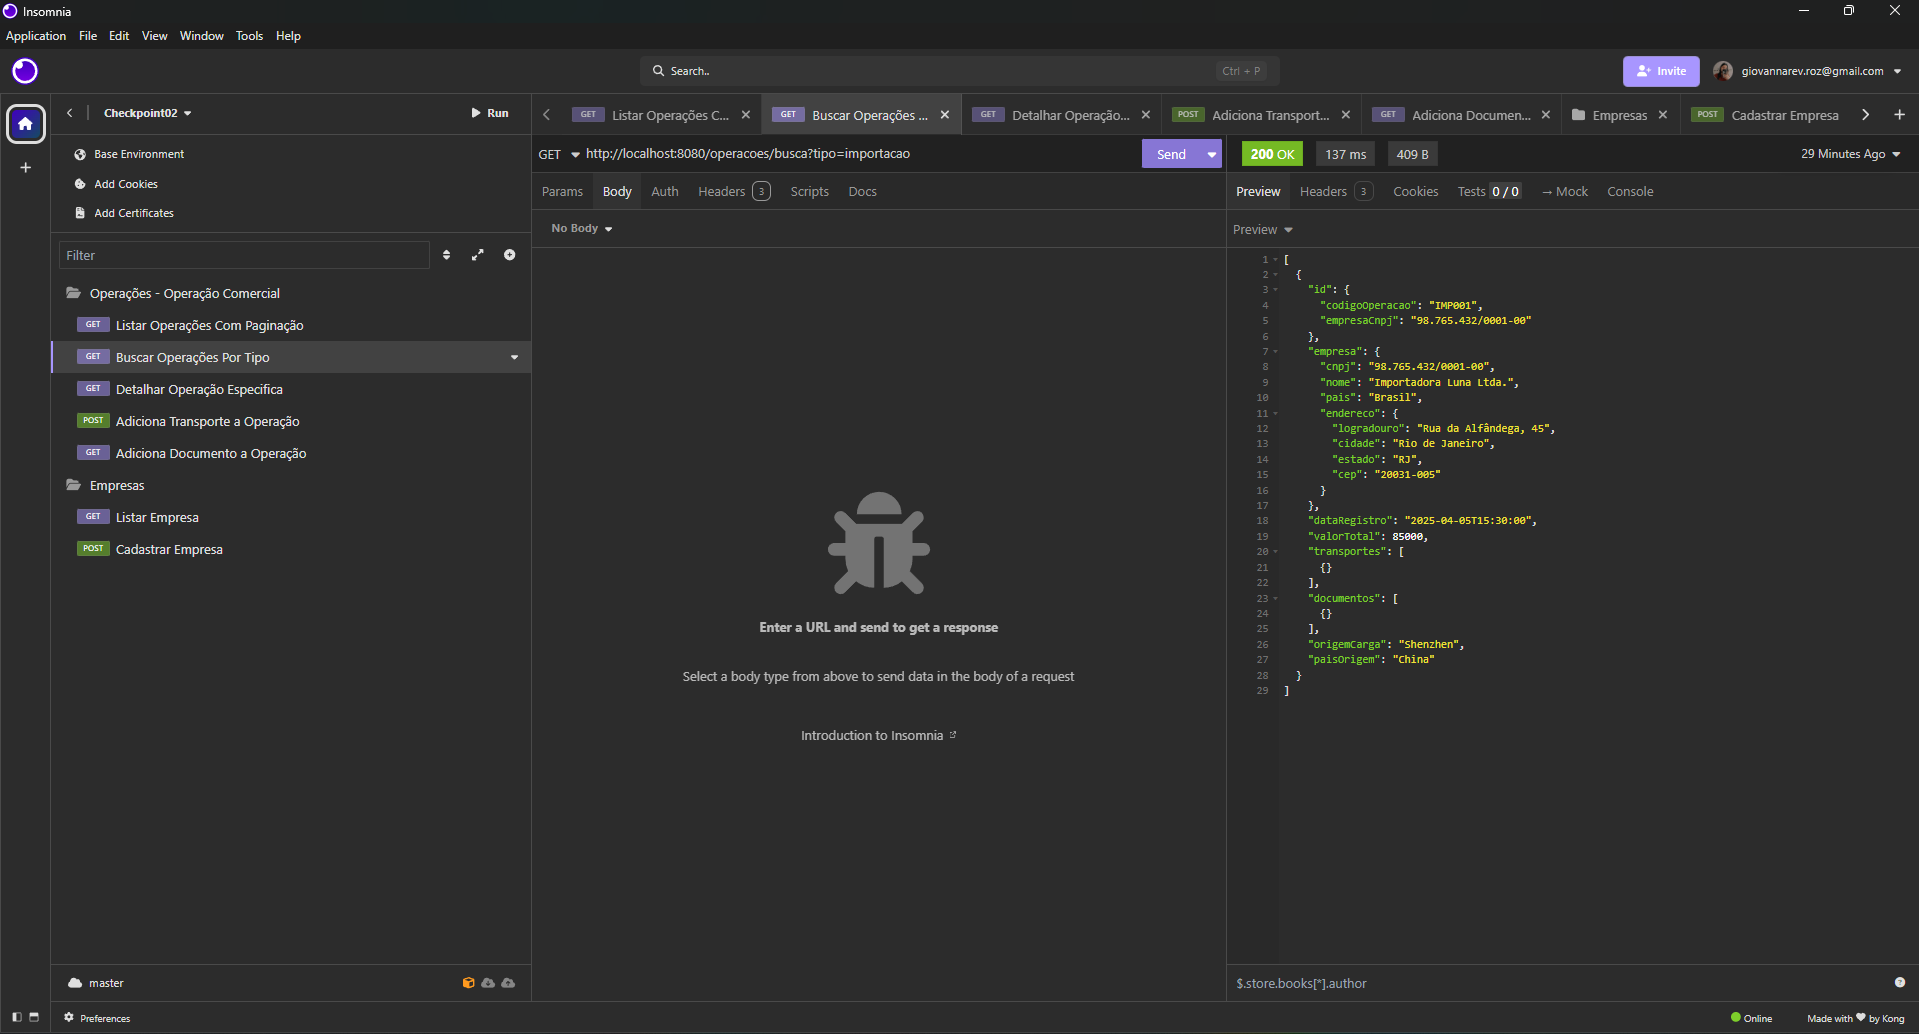 Insomnia
Application File Edit View Window Tools Help
Search.. Ctrl + P
Invite
giovannarev.roz@gmail.com
Checkpoint02
Run
Base Environment
Add Cookies
Add Certificates
Filter
Operações - Operação Comercial
GET Listar Operações Com Paginação
GET Buscar Operações Por Tipo
GET Detalhar Operação Especifica
POST Adiciona Transporte a Operação
GET Adiciona Documento a Operação
Empresas
GET Listar Empresa
POST Cadastrar Empresa
master
Preferences
GET Listar Operações C...
GET Buscar Operações ...
GET Detalhar Operação...
POST Adiciona Transport...
GET Adiciona Documen...
Empresas
POST Cadastrar Empresa
GET http://localhost:8080/operacoes/busca?tipo=importacao
Send
Params Body Auth Headers 3 Scripts Docs
No Body
Enter a URL and send to get a response
Select a body type from above to send data in the body of a request
Introduction to Insomnia
200 OK 137 ms 409 B 29 Minutes Ago
Preview Headers 3 Cookies Tests 0 / 0 → Mock Console
Preview
1 [
2 {
3 "id": {
4 "codigoOperacao": "IMP001",
5 "empresaCnpj": "98.765.432/0001-00"
6 },
7 "empresa": {
8 "cnpj": "98.765.432/0001-00",
9 "nome": "Importadora Luna Ltda.",
10 "pais": "Brasil",
11 "endereco": {
12 "logradouro": "Rua da Alfândega, 45",
13 "cidade": "Rio de Janeiro",
14 "estado": "RJ",
15 "cep": "20031-005"
16 }
17 },
18 "dataRegistro": "2025-04-05T15:30:00",
19 "valorTotal": 85000,
20 "transportes": [
21 {}
22 ],
23 "documentos": [
24 {}
25 ],
26 "origemCarga": "Shenzhen",
27 "paisOrigem": "China"
28 }
29 ]
$.store.books[*].author
Online
Made with ♥ by Kong